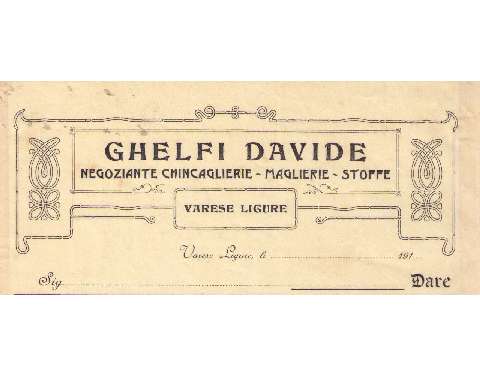 GHELFI DAVIDE
NEGOZIANTE CHINCAGLIERIE - MAGLIERIE - STOFFE
VARESE LIGURE
Varese Ligure, li ........................ 191...
Sig. ........................ Dare